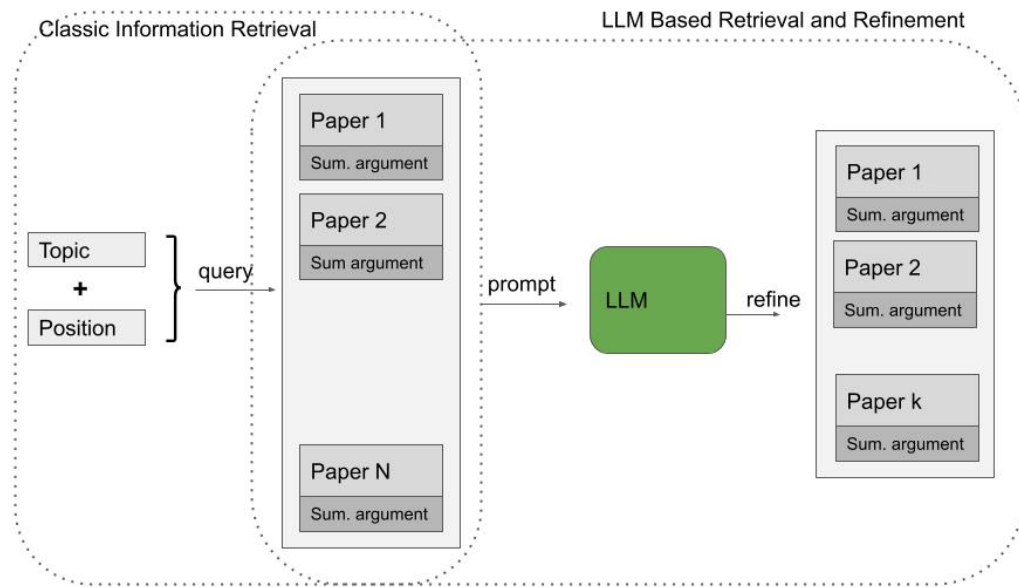 Classic Information Retrieval
LLM Based Retrieval and Refinement
Topic
+
Position
query
Paper 1
Sum. argument
Paper 2
Sum argument
Paper N
Sum. argument
prompt
LLM
refine
Paper 1
Sum. argument
Paper 2
Sum. argument
Paper k
Sum. argument